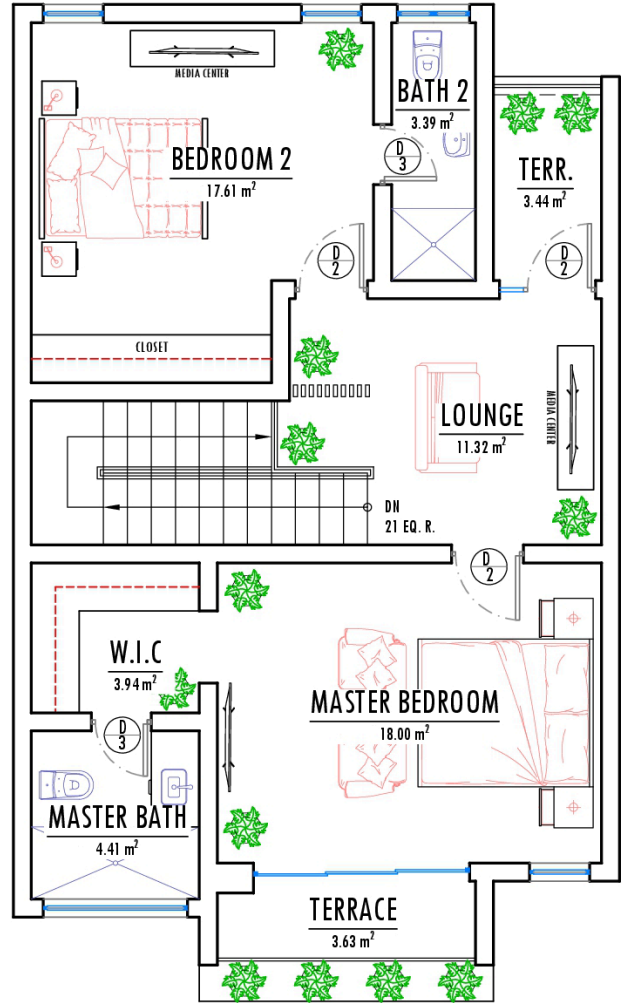 MEDIA CENTER
BATH 2
3.39 m²
BEDROOM 2
17.61 m²
D
3
TERR.
3.44 m²
D
2
D
2
CLOSET
MEDIA CENTER
LOUNGE
11.32 m²
DN
21 EQ. R.
D
2
W.I.C
3.94 m²
MASTER BEDROOM
18.00 m²
D
3
MASTER BATH
4.41 m²
TERRACE
3.63 m²